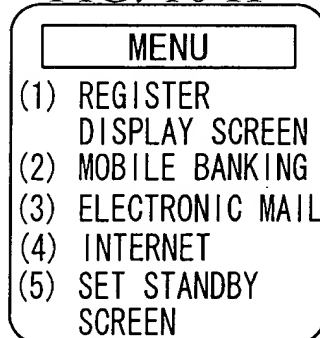 MENU
(1) REGISTER
DISPLAY SCREEN
(2) MOBILE BANKING
(3) ELECTRONIC MAIL
(4) INTERNET
(5) SET STANDBY
SCREEN